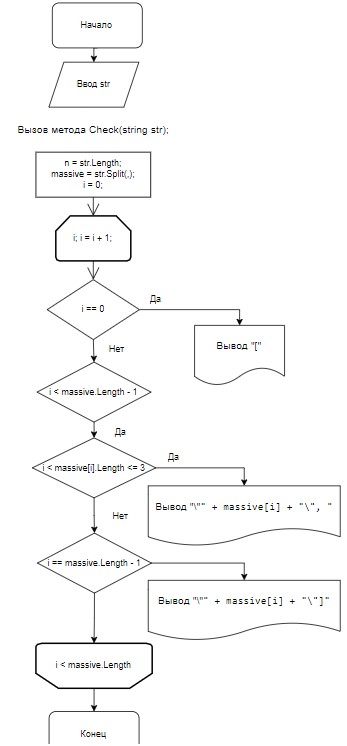 Начало
Ввод str
Вызов метода Check(string str);
n = str.Length;
massive = str.Split(,);
i = 0;
i; i = i + 1;
i == 0
Да
Вывод "["
Нет
i < massive.Length - 1
Да
i < massive[i].Length <= 3
Да
Вывод "\"" + massive[i] + "\", "
Нет
i == massive.Length - 1
Вывод "\"" + massive[i] + "\"]"
i < massive.Length
Конец